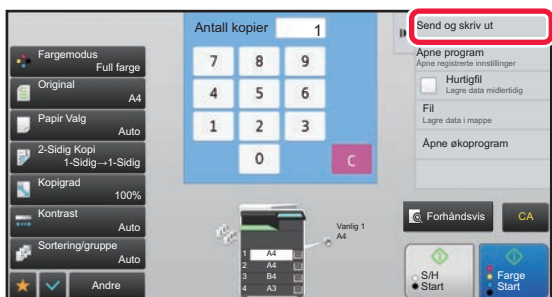 Antall kopier 1
Send og skriv ut
Fargemodus
Full farge
Original
A4
Papir Valg
Auto
2-Sidig Kopi
1-Sidig→1-Sidig
Kopigrad
100%
Kontrast
Auto
Sortering/gruppe
Auto
Andre
7 8 9
4 5 6
1 2 3
0 C
Vanlig 1
A4
1 A4
2 A4
3 B4
4 A3
Åpne program
Åpne registrerte innstillinger
Hurtigfil
Lagre data midlertidig
Fil
Lagre data i mappe
Åpne økoprogram
Forhåndsvis
CA
S/H
Start
Farge
Start